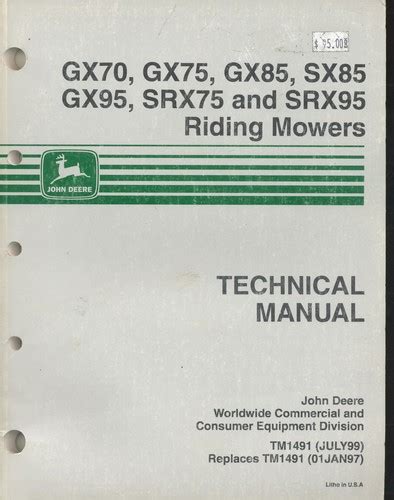 $ 95.00
GX70, GX75, GX85, SX85
GX95, SRX75 and SRX95
Riding Mowers
JOHN DEERE
TECHNICAL
MANUAL
John Deere
Worldwide Commercial and
Consumer Equipment Division
TM1491 (JULY99)
Replaces TM1491 (01JAN97)
Litho in U.S.A